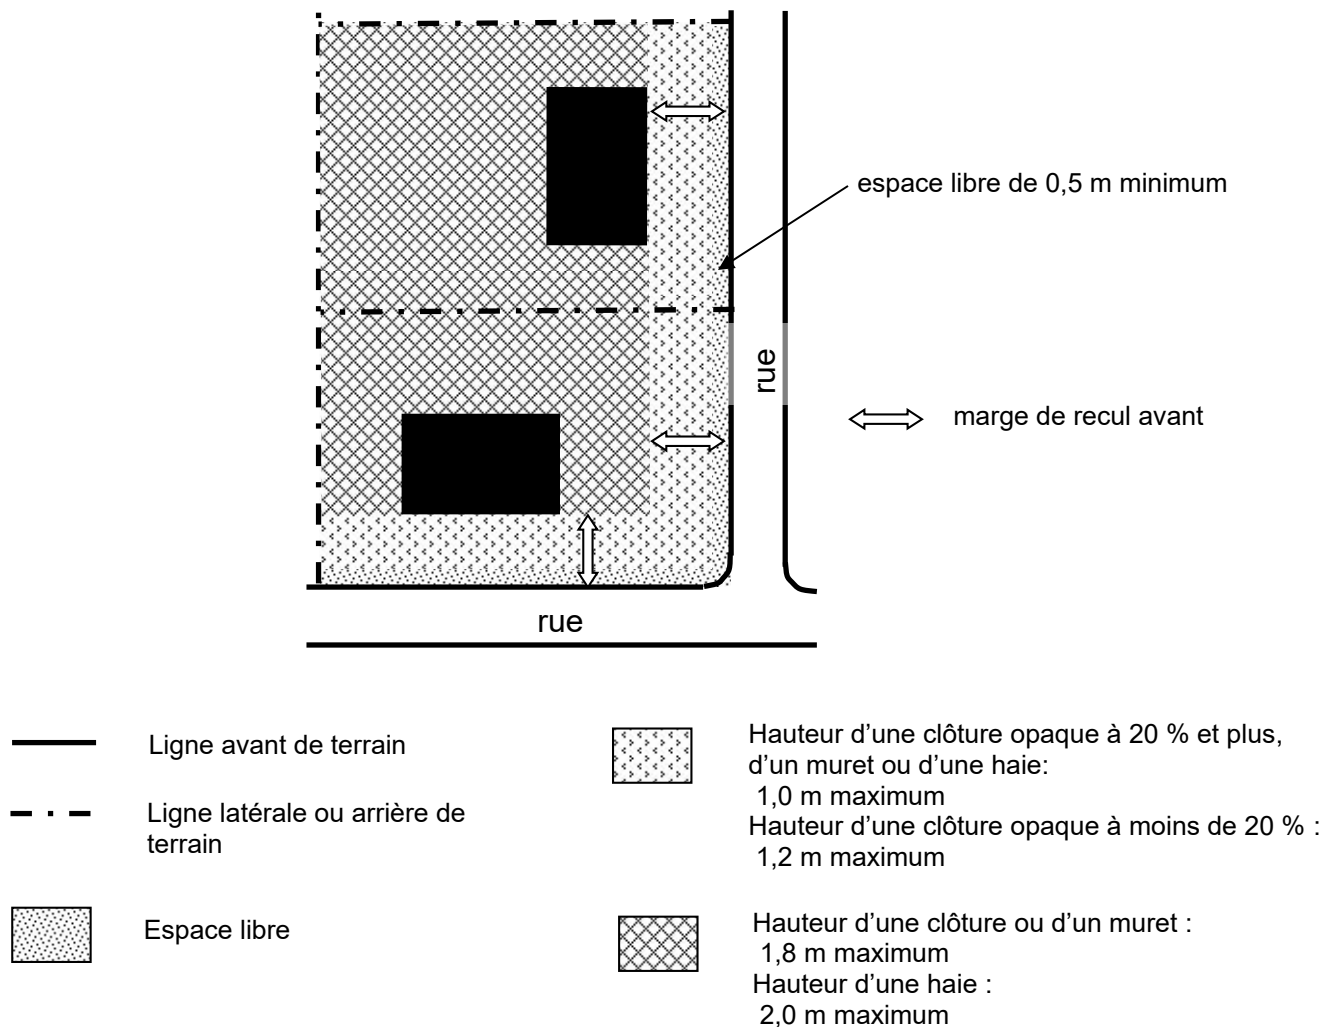 espace libre de 0,5 m minimum
rue
marge de recul avant
rue
Ligne avant de terrain
Ligne latérale ou arrière de
terrain
Espace libre
Hauteur d’une clôture opaque à 20 % et plus,
d’un muret ou d’une haie:
1,0 m maximum
Hauteur d’une clôture opaque à moins de 20 % :
1,2 m maximum
Hauteur d’une clôture ou d’un muret :
1,8 m maximum
Hauteur d’une haie :
2,0 m maximum